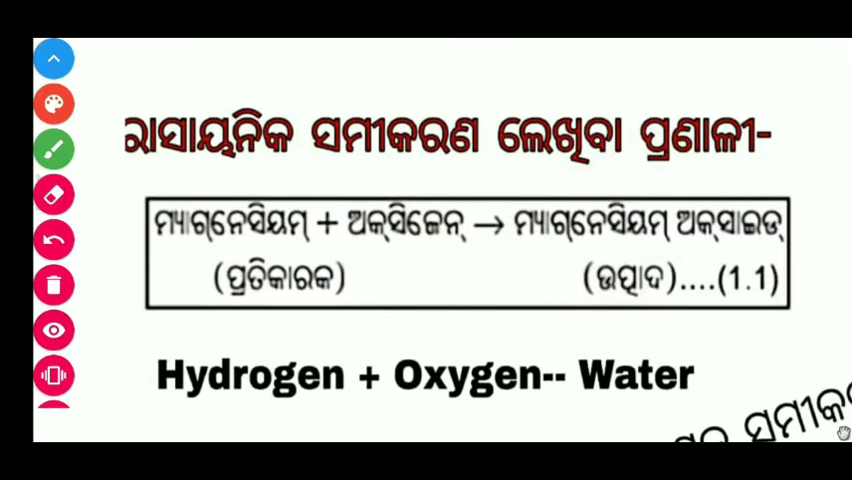 ରାସାୟନିକ ସମୀକରଣ ଲେଖିବା ପ୍ରଣାଳୀ-
ମ୍ୟାଗ୍ନେସିୟମ୍ + ଅକ୍ସିଜେନ୍ → ମ୍ୟାଗ୍ନେସିୟମ୍ ଅକ୍ସାଇଡ୍
(ପ୍ରତିକାରକ) (ଉତ୍ପାଦ)....(1.1)
Hydrogen + Oxygen-- Water